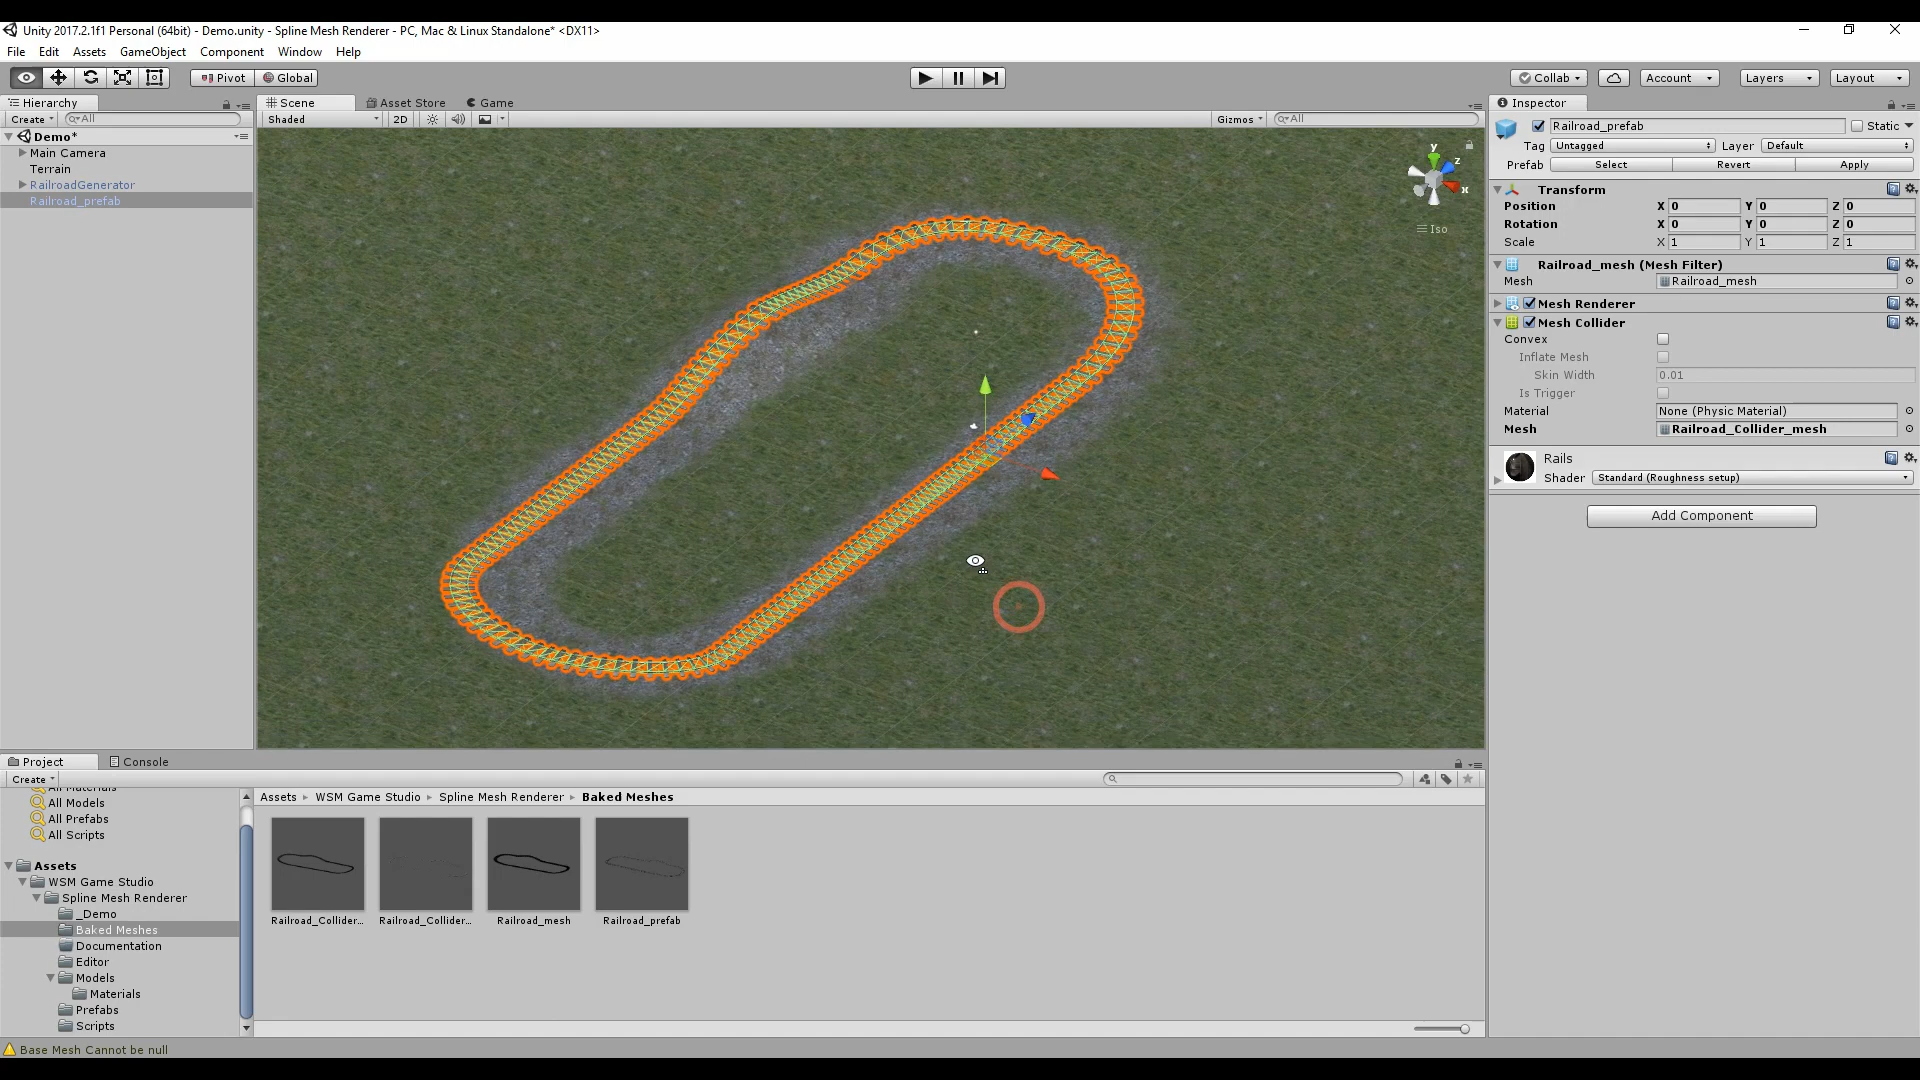 Unity 2017.2.1f1 Personal (64bit) - Demo.unity - Spline Mesh Renderer - PC, Mac & Linux Standalone* <DX11>
File Edit Assets GameObject Component Window Help
Pivot Global Collab Account Layers Layout
Hierarchy
Create All
Demo*
Main Camera
Terrain
RailroadGenerator
Railroad_prefab
Scene Asset Store Game
Shaded 2D Gizmos All
y
z
x
Iso
Inspector
Railroad_prefab Static
Tag Untagged Layer Default
Prefab Select Revert Apply
Transform
Position X 0 Y 0 Z 0
Rotation X 0 Y 0 Z 0
Scale X 1 Y 1 Z 1
Railroad_mesh (Mesh Filter)
Mesh Railroad_mesh
Mesh Renderer
Mesh Collider
Convex
Inflate Mesh
Skin Width 0.01
Is Trigger
Material None (Physic Material)
Mesh Railroad_Collider_mesh
Rails
Shader Standard (Roughness setup)
Add Component
Project Console
Create
All Materials
All Models
All Prefabs
All Scripts
Assets
WSM Game Studio
Spline Mesh Renderer
_Demo
Baked Meshes
Documentation
Editor
Models
Materials
Prefabs
Scripts
Assets WSM Game Studio Spline Mesh Renderer Baked Meshes
Railroad_Collider... Railroad_Collider... Railroad_mesh Railroad_prefab
Base Mesh Cannot be null